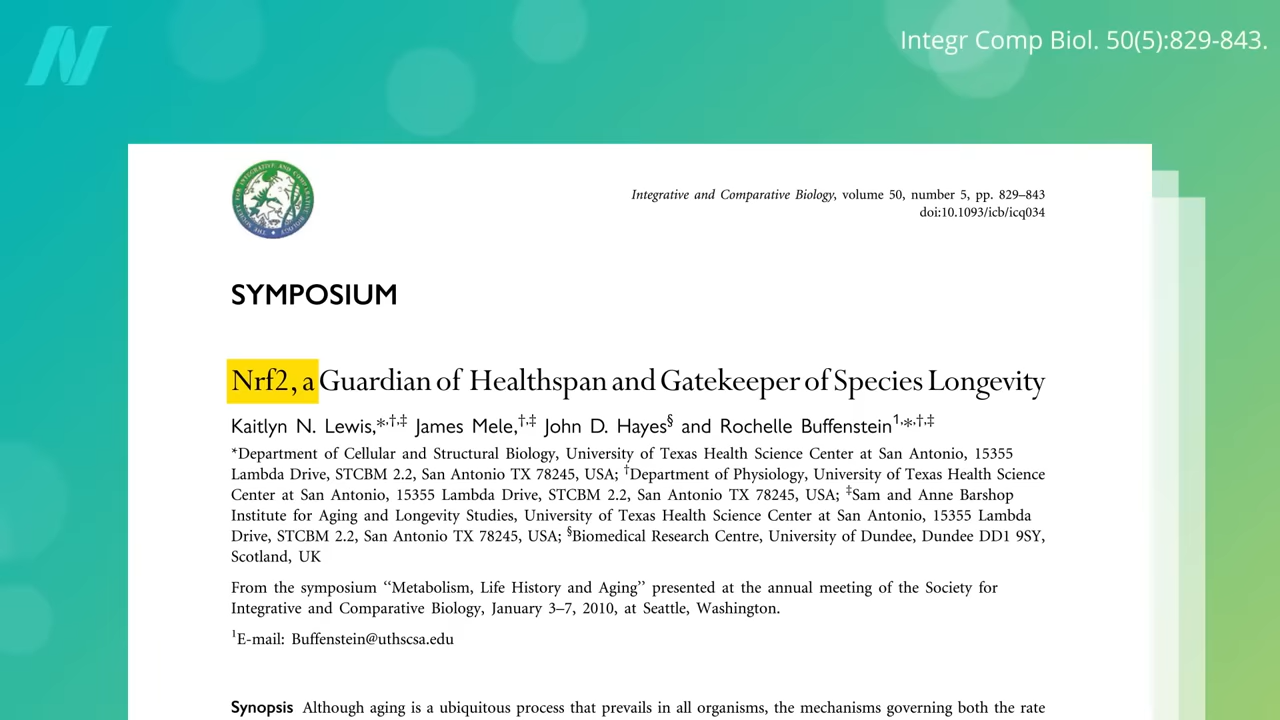 Integr Comp Biol. 50(5):829-843.
Integrative and Comparative Biology, volume 50, number 5, pp. 829–843
doi:10.1093/icb/icq034
SYMPOSIUM
Nrf2, a Guardian of Healthspan and Gatekeeper of Species Longevity
Kaitlyn N. Lewis,*,†,‡ James Mele,†,‡ John D. Hayes§ and Rochelle Buffenstein1,*,†,‡
*Department of Cellular and Structural Biology, University of Texas Health Science Center at San Antonio, 15355
Lambda Drive, STCBM 2.2, San Antonio TX 78245, USA; †Department of Physiology, University of Texas Health Science
Center at San Antonio, 15355 Lambda Drive, STCBM 2.2, San Antonio TX 78245, USA; ‡Sam and Anne Barshop
Institute for Aging and Longevity Studies, University of Texas Health Science Center at San Antonio, 15355 Lambda
Drive, STCBM 2.2, San Antonio TX 78245, USA; §Biomedical Research Centre, University of Dundee, Dundee DD1 9SY,
Scotland, UK
From the symposium ‘‘Metabolism, Life History and Aging’’ presented at the annual meeting of the Society for
Integrative and Comparative Biology, January 3–7, 2010, at Seattle, Washington.
1E-mail: Buffenstein@uthscsa.edu
Synopsis Although aging is a ubiquitous process that prevails in all organisms, the mechanisms governing both the rate